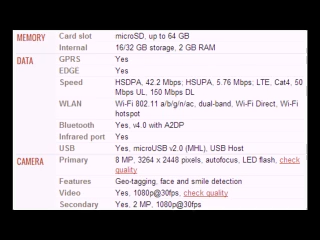 MEMORY Card slot microSD, up to 64 GB
Internal 16/32 GB storage, 2 GB RAM
DATA GPRS Yes
EDGE Yes
Speed HSDPA, 42.2 Mbps; HSUPA, 5.76 Mbps; LTE, Cat4, 50
Mbps UL, 150 Mbps DL
WLAN Wi-Fi 802.11 a/b/g/n/ac, dual-band, Wi-Fi Direct, Wi-Fi
hotspot
Bluetooth Yes, v4.0 with A2DP
Infrared port Yes
USB Yes, microUSB v2.0 (MHL), USB Host
CAMERA Primary 8 MP, 3264 x 2448 pixels, autofocus, LED flash, check
quality
Features Geo-tagging, face and smile detection
Video Yes, 1080p@30fps, check quality
Secondary Yes, 2 MP, 1080p@30fps